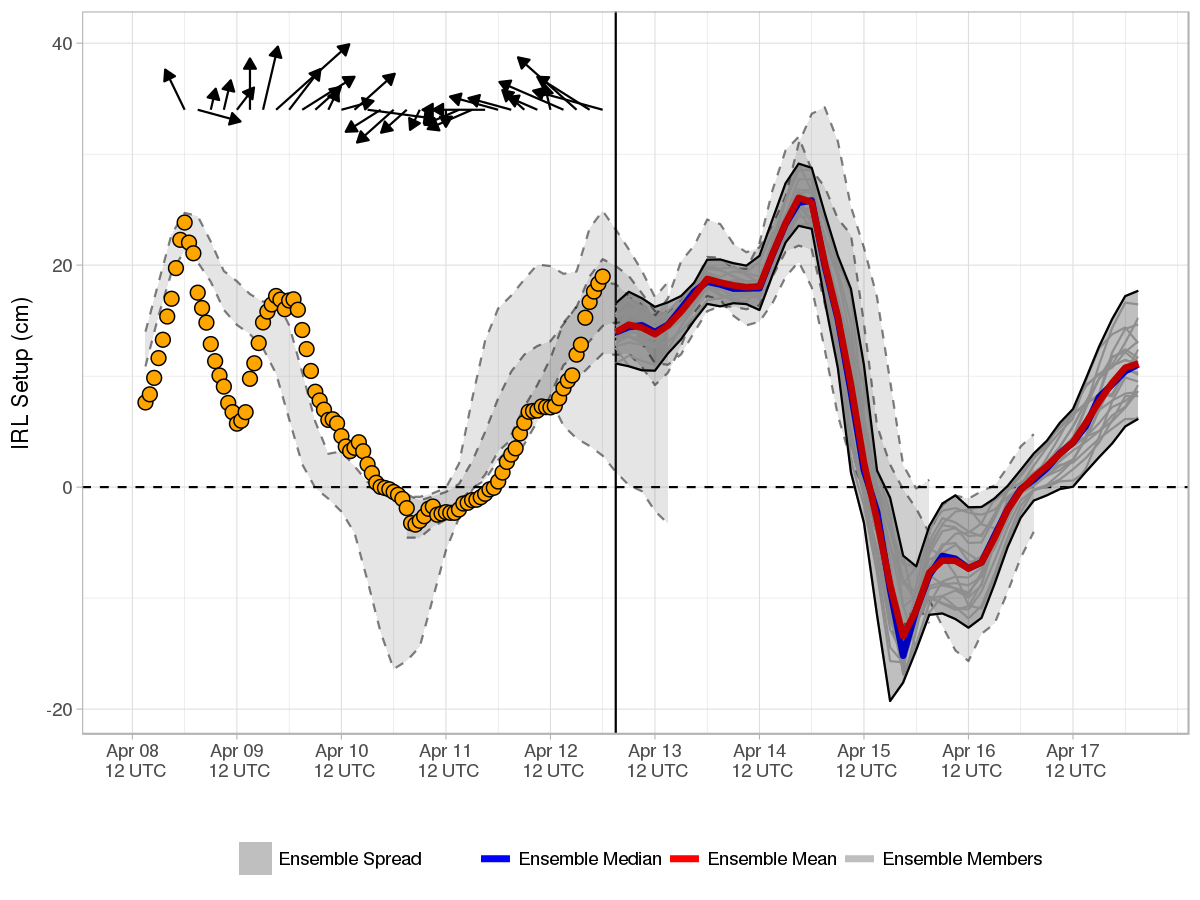 IRL Setup (cm)
40
20
0
-20
Apr 08 Apr 09 Apr 10 Apr 11 Apr 12 Apr 13 Apr 14 Apr 15 Apr 16 Apr 17
12 UTC 12 UTC 12 UTC 12 UTC 12 UTC 12 UTC 12 UTC 12 UTC 12 UTC 12 UTC
Ensemble Spread Ensemble Median Ensemble Mean Ensemble Members